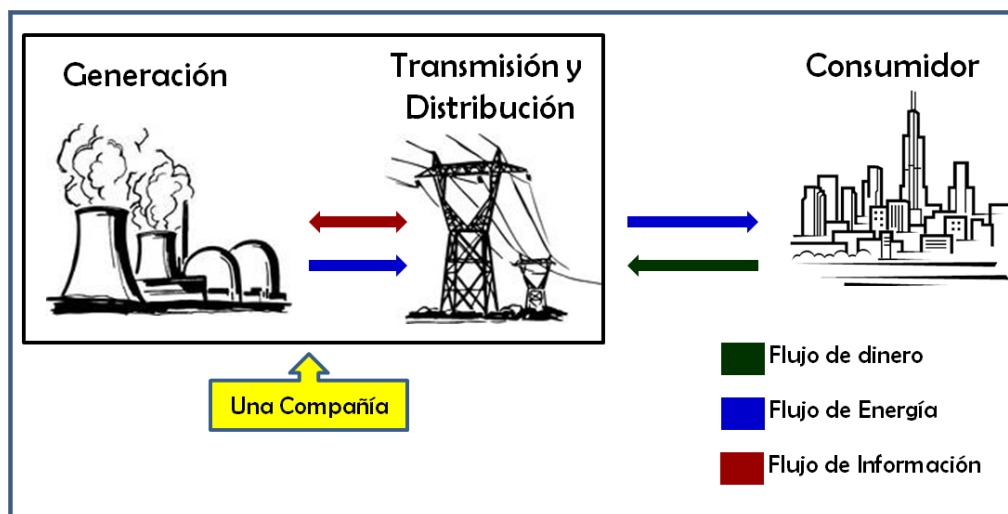 Generación
Transmisión y
Distribución
Consumidor
Una Compañía
Flujo de dinero
Flujo de Energía
Flujo de Información